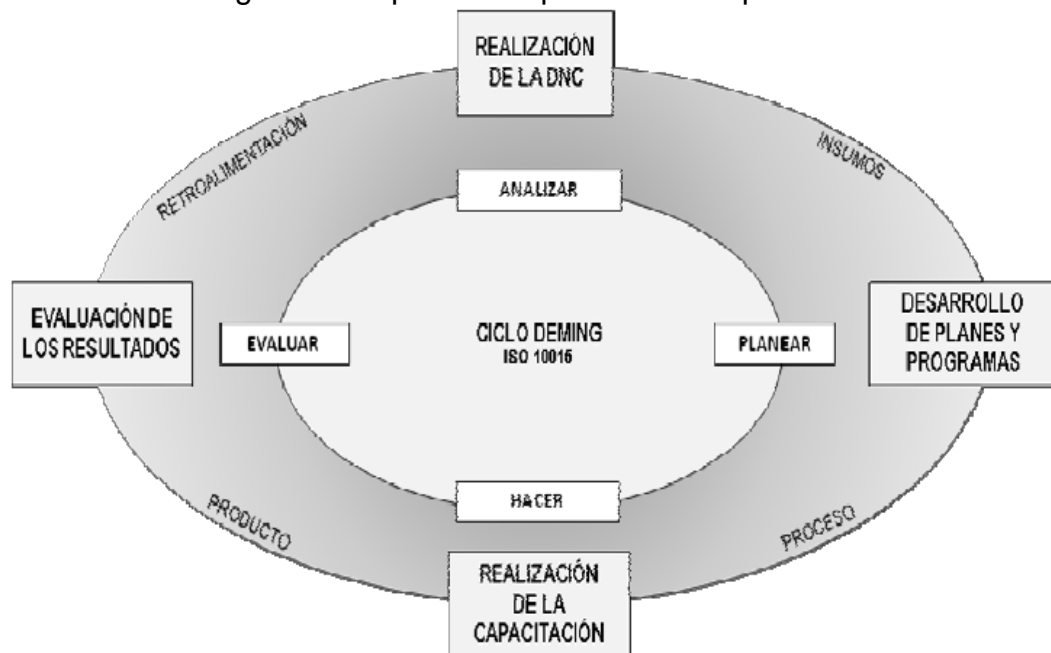 REALIZACIÓN
DE LA DNC
RETROALIMENTACIÓN
INSUMOS
ANALIZAR
EVALUACIÓN DE
LOS RESULTADOS
EVALUAR
CICLO DEMING
ISO 10015
PLANEAR
DESARROLLO
DE PLANES Y
PROGRAMAS
HACER
PRODUCTO
PROCESO
REALIZACIÓN
DE LA
CAPACITACIÓN